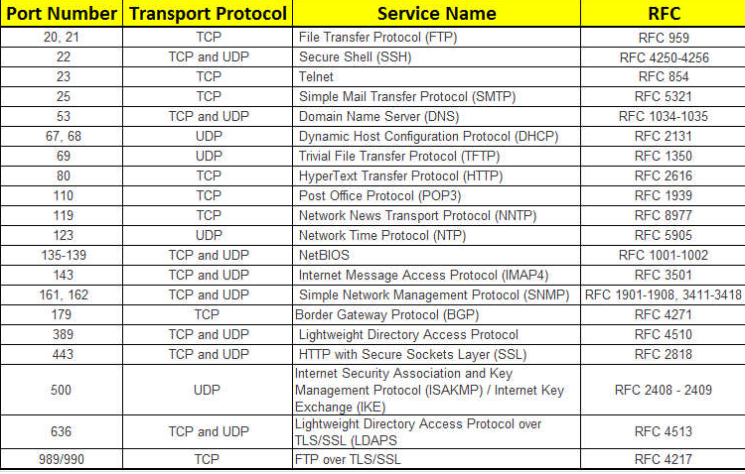 Port Number Transport Protocol Service Name RFC
20, 21 TCP File Transfer Protocol (FTP) RFC 959
22 TCP and UDP Secure Shell (SSH) RFC 4250-4256
23 TCP Telnet RFC 854
25 TCP Simple Mail Transfer Protocol (SMTP) RFC 5321
53 TCP and UDP Domain Name Server (DNS) RFC 1034-1035
67, 68 UDP Dynamic Host Configuration Protocol (DHCP) RFC 2131
69 UDP Trivial File Transfer Protocol (TFTP) RFC 1350
80 TCP HyperText Transfer Protocol (HTTP) RFC 2616
110 TCP Post Office Protocol (POP3) RFC 1939
119 TCP Network News Transport Protocol (NNTP) RFC 8977
123 UDP Network Time Protocol (NTP) RFC 5905
135-139 TCP and UDP NetBIOS RFC 1001-1002
143 TCP and UDP Internet Message Access Protocol (IMAP4) RFC 3501
161, 162 TCP and UDP Simple Network Management Protocol (SNMP) RFC 1901-1908, 3411-3418
179 TCP Border Gateway Protocol (BGP) RFC 4271
389 TCP and UDP Lightweight Directory Access Protocol RFC 4510
443 TCP and UDP HTTP with Secure Sockets Layer (SSL) RFC 2818
Internet Security Association and Key
500 UDP Management Protocol (ISAKMP) / Internet Key RFC 2408 - 2409
Exchange (IKE)
636 TCP and UDP Lightweight Directory Access Protocol over RFC 4513
TLS/SSL (LDAPS
989/990 TCP FTP over TLS/SSL RFC 4217